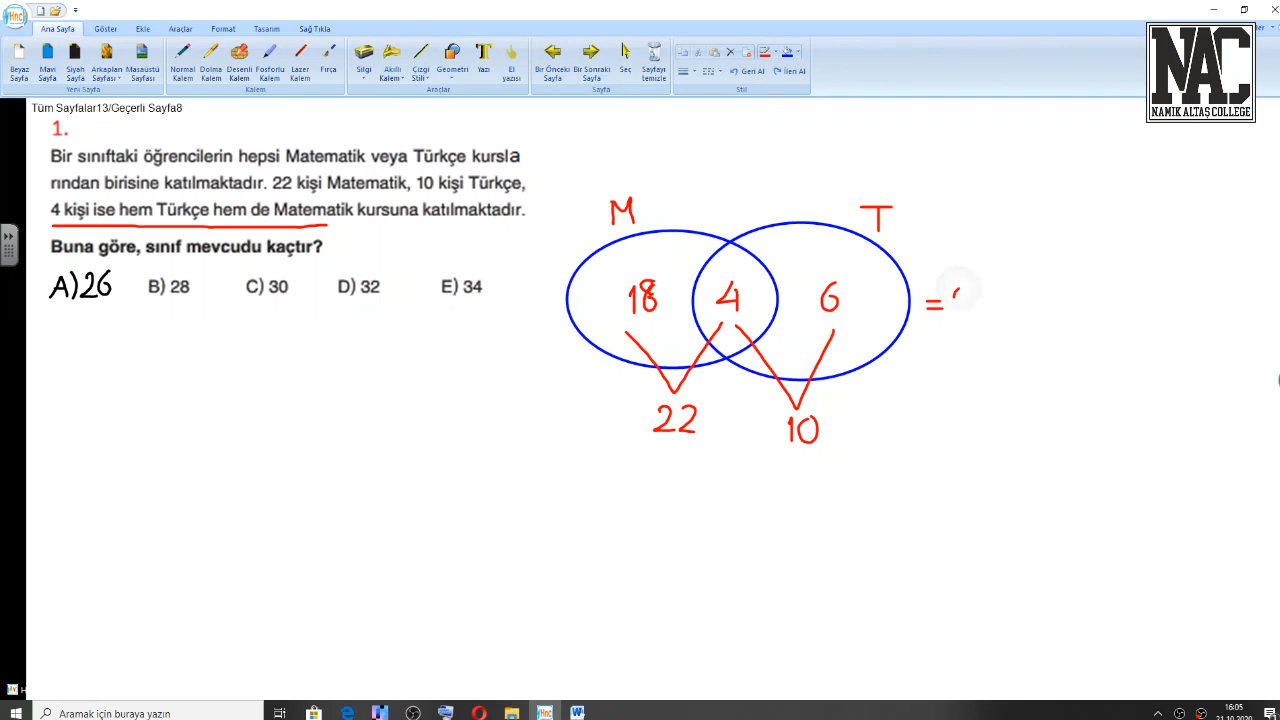 Ana Sayfa Göster Ekle Araçlar Format Tasarım Sağ Tıkla
Beyaz Sayfa Mavi Sayfa Siyah Sayfa Arkaplan Sayfası Masaüstü Sayfası
Normal Kalem Dolma Kalem Desenli Kalem Fosforlu Kalem Lazer Kalem Fırça
Silgi Akıllı Kalem Çizgi Stili Geometri Yazı El yazısı
Bir Önceki Sayfa Bir Sonraki Sayfa Seç Sayfayı temizle
Geri Al İleri Al
Yeni Sayfa Kalem Araçlar Sayfa Stil
NAC
NAMIK ALTAŞ COLLEGE
Tüm Sayfalar13/Geçerli Sayfa8
1.
Bir sınıftaki öğrencilerin hepsi Matematik veya Türkçe kursla
rından birisine katılmaktadır. 22 kişi Matematik, 10 kişi Türkçe,
4 kişi ise hem Türkçe hem de Matematik kursuna katılmaktadır.
Buna göre, sınıf mevcudu kaçtır?
A) 26 B) 28 C) 30 D) 32 E) 34
M T
18 4 6 =
22 10
Aramak için buraya yazın
16:05
21.10.2020